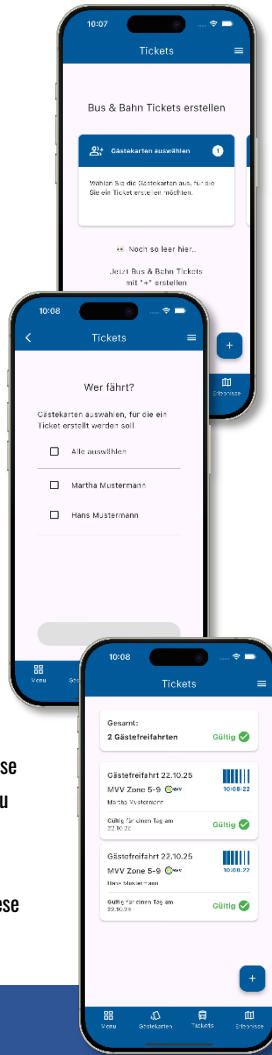 10:07
Tickets
Bus & Bahn Tickets erstellen
Gästekarten auswählen 1
Wählen Sie die Gästekarten aus, für die
Sie ein Ticket erstellen möchten.
Noch so leer hier..
Jetzt Bus & Bahn Tickets
mit "+" erstellen
+
Erlebnisse
10:08
Tickets
Wer fährt?
Gästekarten auswählen, für die ein
Ticket erstellt werden soll
Alle auswählen
Martha Mustermann
Hans Mustermann
Menu
10:08
Tickets
Gesamt:
2 Gästefreifahrten Gültig
Gästefreifahrt 22.10.25
MVV Zone 5-9 10:08:22
Martha Mustermann
Gültig für einen Tag am
Gültig
Gästefreifahrt 22.10.25
MVV Zone 5-9 10:08:22
Hans Mustermann
Gültig für einen Tag am
22.10.25 Gültig
+
Menu Gästekarten Tickets Erlebnisse
se
u
ese